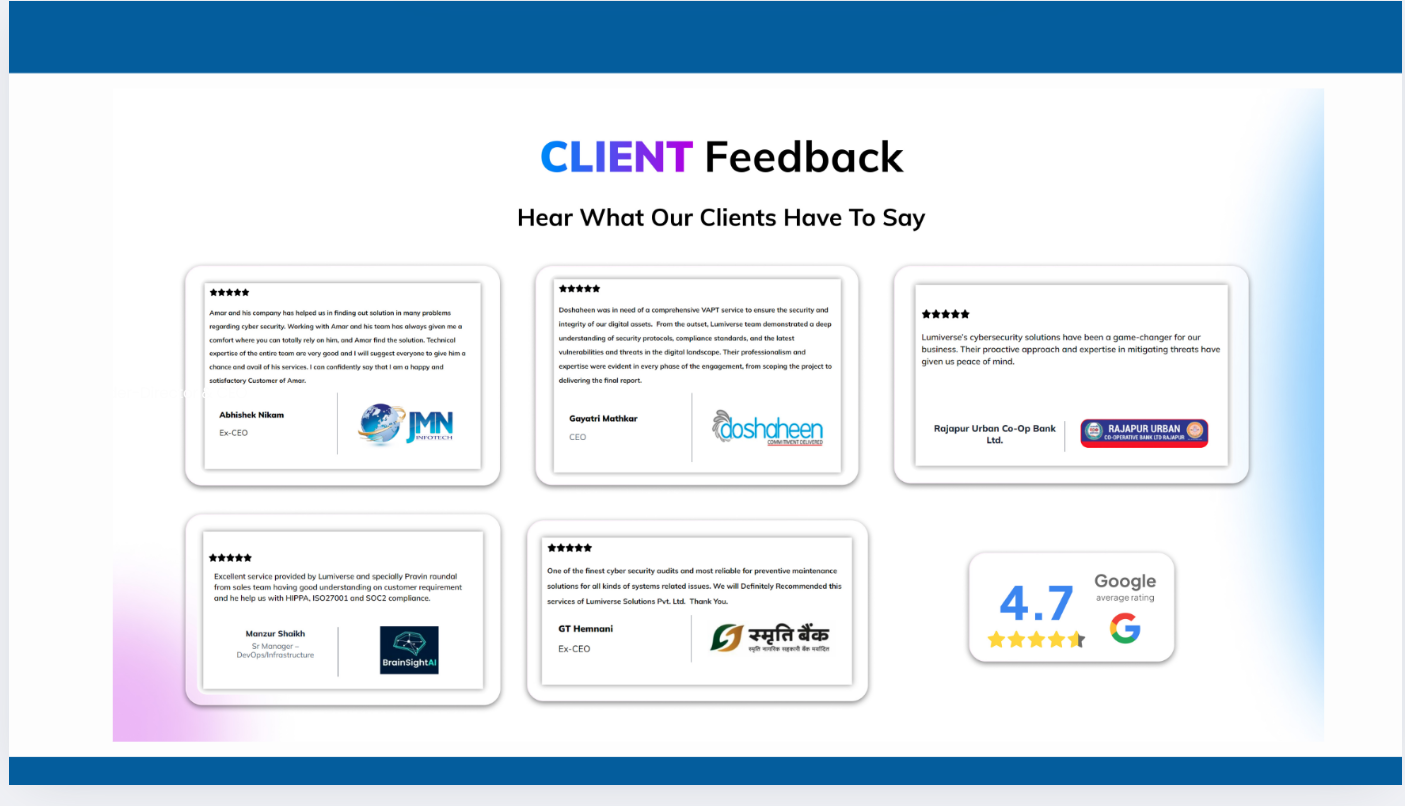 CLIENT Feedback
Hear What Our Clients Have To Say
Amar and his company has helped us in finding out solution in many problems
regarding cyber security. Working with Amar and his team has always given me a
comfort where you can totally rely on him, and Amar find the solution. Technical
expertise of the entire team are very good and I will suggest everyone to give him a
chance and avail of his services. I can confidently say that I am a happy and
satisfactory Customer of Amar.
Abhishek Nikam
Ex-CEO
JMN
INFOTECH
Doshaheen was in need of a comprehensive VAPT service to ensure the security and
integrity of our digital assets. From the outset, Lumiverse team demonstrated a deep
understanding of security protocols, compliance standards, and the latest
vulnerabilities and threats in the digital landscape. Their professionalism and
expertise were evident in every phase of the engagement, from scoping the project to
delivering the final report.
Gayatri Mathkar
CEO
doshaheen
COMMITMENT DELIVERED
Lumiverse's cybersecurity solutions have been a game-changer for our
business. Their proactive approach and expertise in mitigating threats have
given us peace of mind.
Rajapur Urban Co-Op Bank
Ltd.
RAJAPUR URBAN
CO-OPERATIVE BANK LTD RAJAPUR
Excellent service provided by Lumiverse and specially Pravin raundal
from sales team having good understanding on customer requirement
and he help us with HIPPA, ISO27001 and SOC2 compliance.
Manzur Shaikh
Sr Manager –
DevOps/Infrastructure
BrainSightAI
One of the finest cyber security audits and most reliable for preventive maintenance
solutions for all kinds of systems related issues. We will Definitely Recommended this
services of Lumiverse Solutions Pvt. Ltd. Thank You.
GT Hemnani
Ex-CEO
स्मृति बैंक
स्मृति नागरिक सहकारी बैंक मर्यादित
4.7
Google
average rating